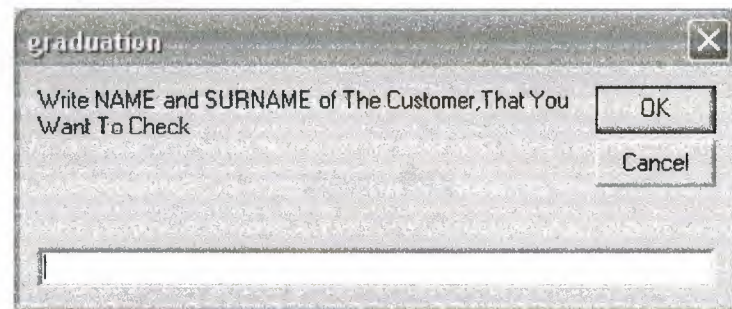 graduation
Write NAME and SURNAME of The Customer,That You
Want To Check
OK
Cancel